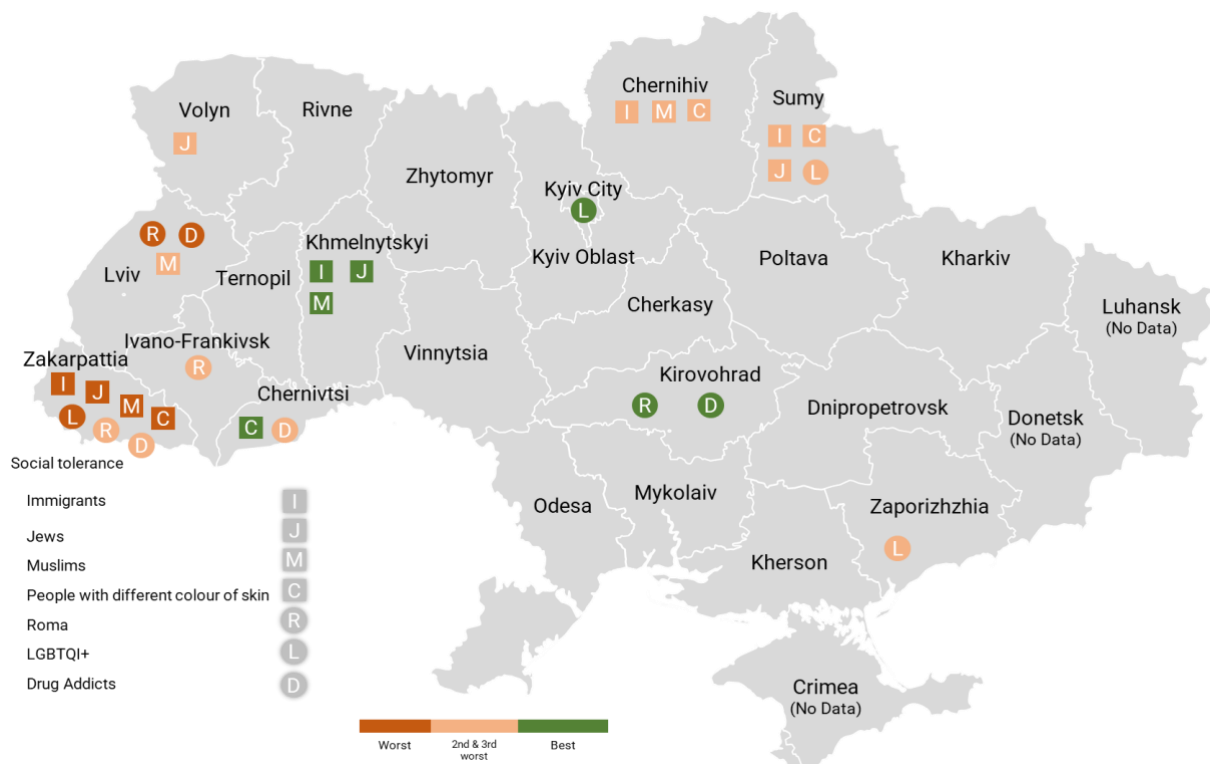 Chernihiv
I M C
Sumy
I C
J L
Volyn
J
Rivne
Zhytomyr
Kyiv City
L
Kyiv Oblast
R D
M
Lviv
Ternopil
Khmelnytskyi
I J
M
Poltava
Kharkiv
Cherkasy
Luhansk
(No Data)
Ivano-Frankivsk
R
Vinnytsia
Zakarpattia
I J M C
L R D
Chernivtsi
C D
Kirovohrad
R D
Dnipropetrovsk
Donetsk
(No Data)
Odesa
Mykolaiv
Zaporizhzhia
L
Kherson
Crimea
(No Data)
Social tolerance
Immigrants I
Jews J
Muslims M
People with different colour of skin C
Roma R
LGBTQI+ L
Drug Addicts D
Worst
2nd & 3rd
worst
Best